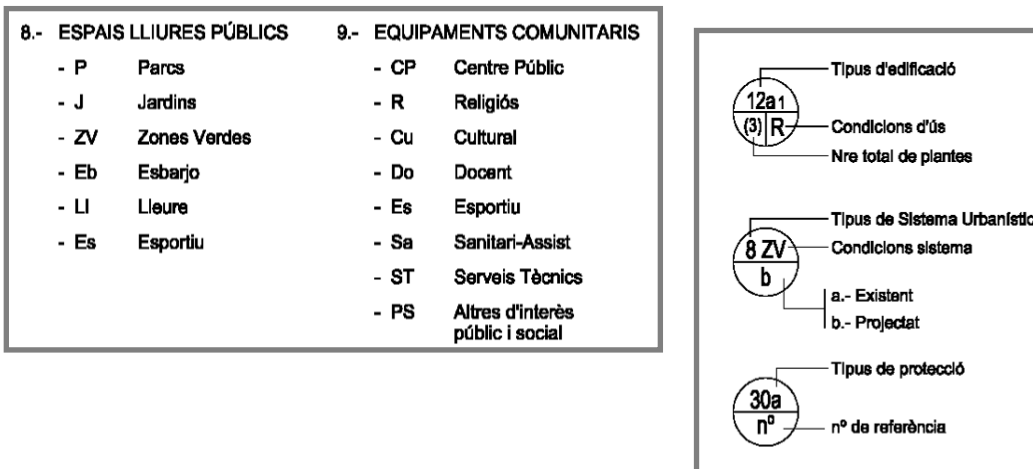 8.- ESPAIS LLIURES PÚBLICS
- P Parcs
- J Jardins
- ZV Zones Verdes
- Eb Esbarjo
- Ll Lleure
- Es Esportiu
9.- EQUIPAMENTS COMUNITARIS
- CP Centre Públic
- R Religiós
- Cu Cultural
- Do Docent
- Es Esportiu
- Sa Sanitari-Assist
- ST Serveis Tècnics
- PS Altres d'interès
públic i social
Tipus d'edificació
12a1
(3) R
Condicions d'ús
Nre total de plantes
Tipus de Sistema Urbanístic
8 ZV
Condicions sistema
b
a.- Existent
b.- Projectat
Tipus de protecció
30a
nº
nº de referència